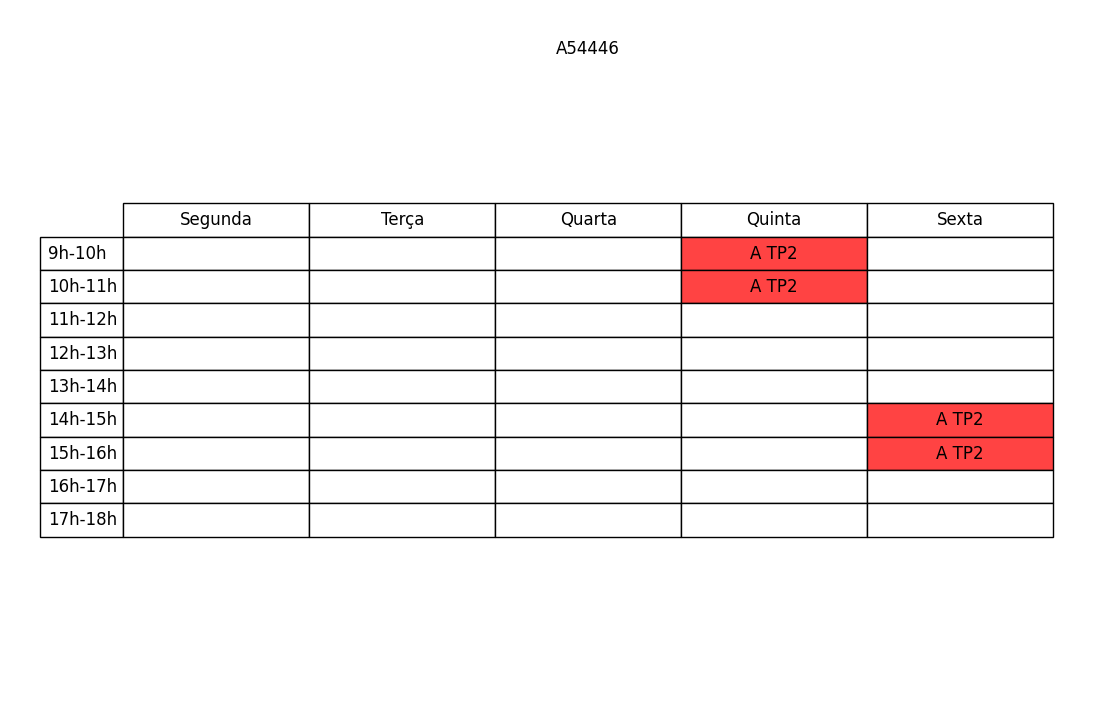 A54446
Segunda Terça Quarta Quinta Sexta
9h-10h A TP2
10h-11h A TP2
11h-12h
12h-13h
13h-14h
14h-15h A TP2
15h-16h A TP2
16h-17h
17h-18h